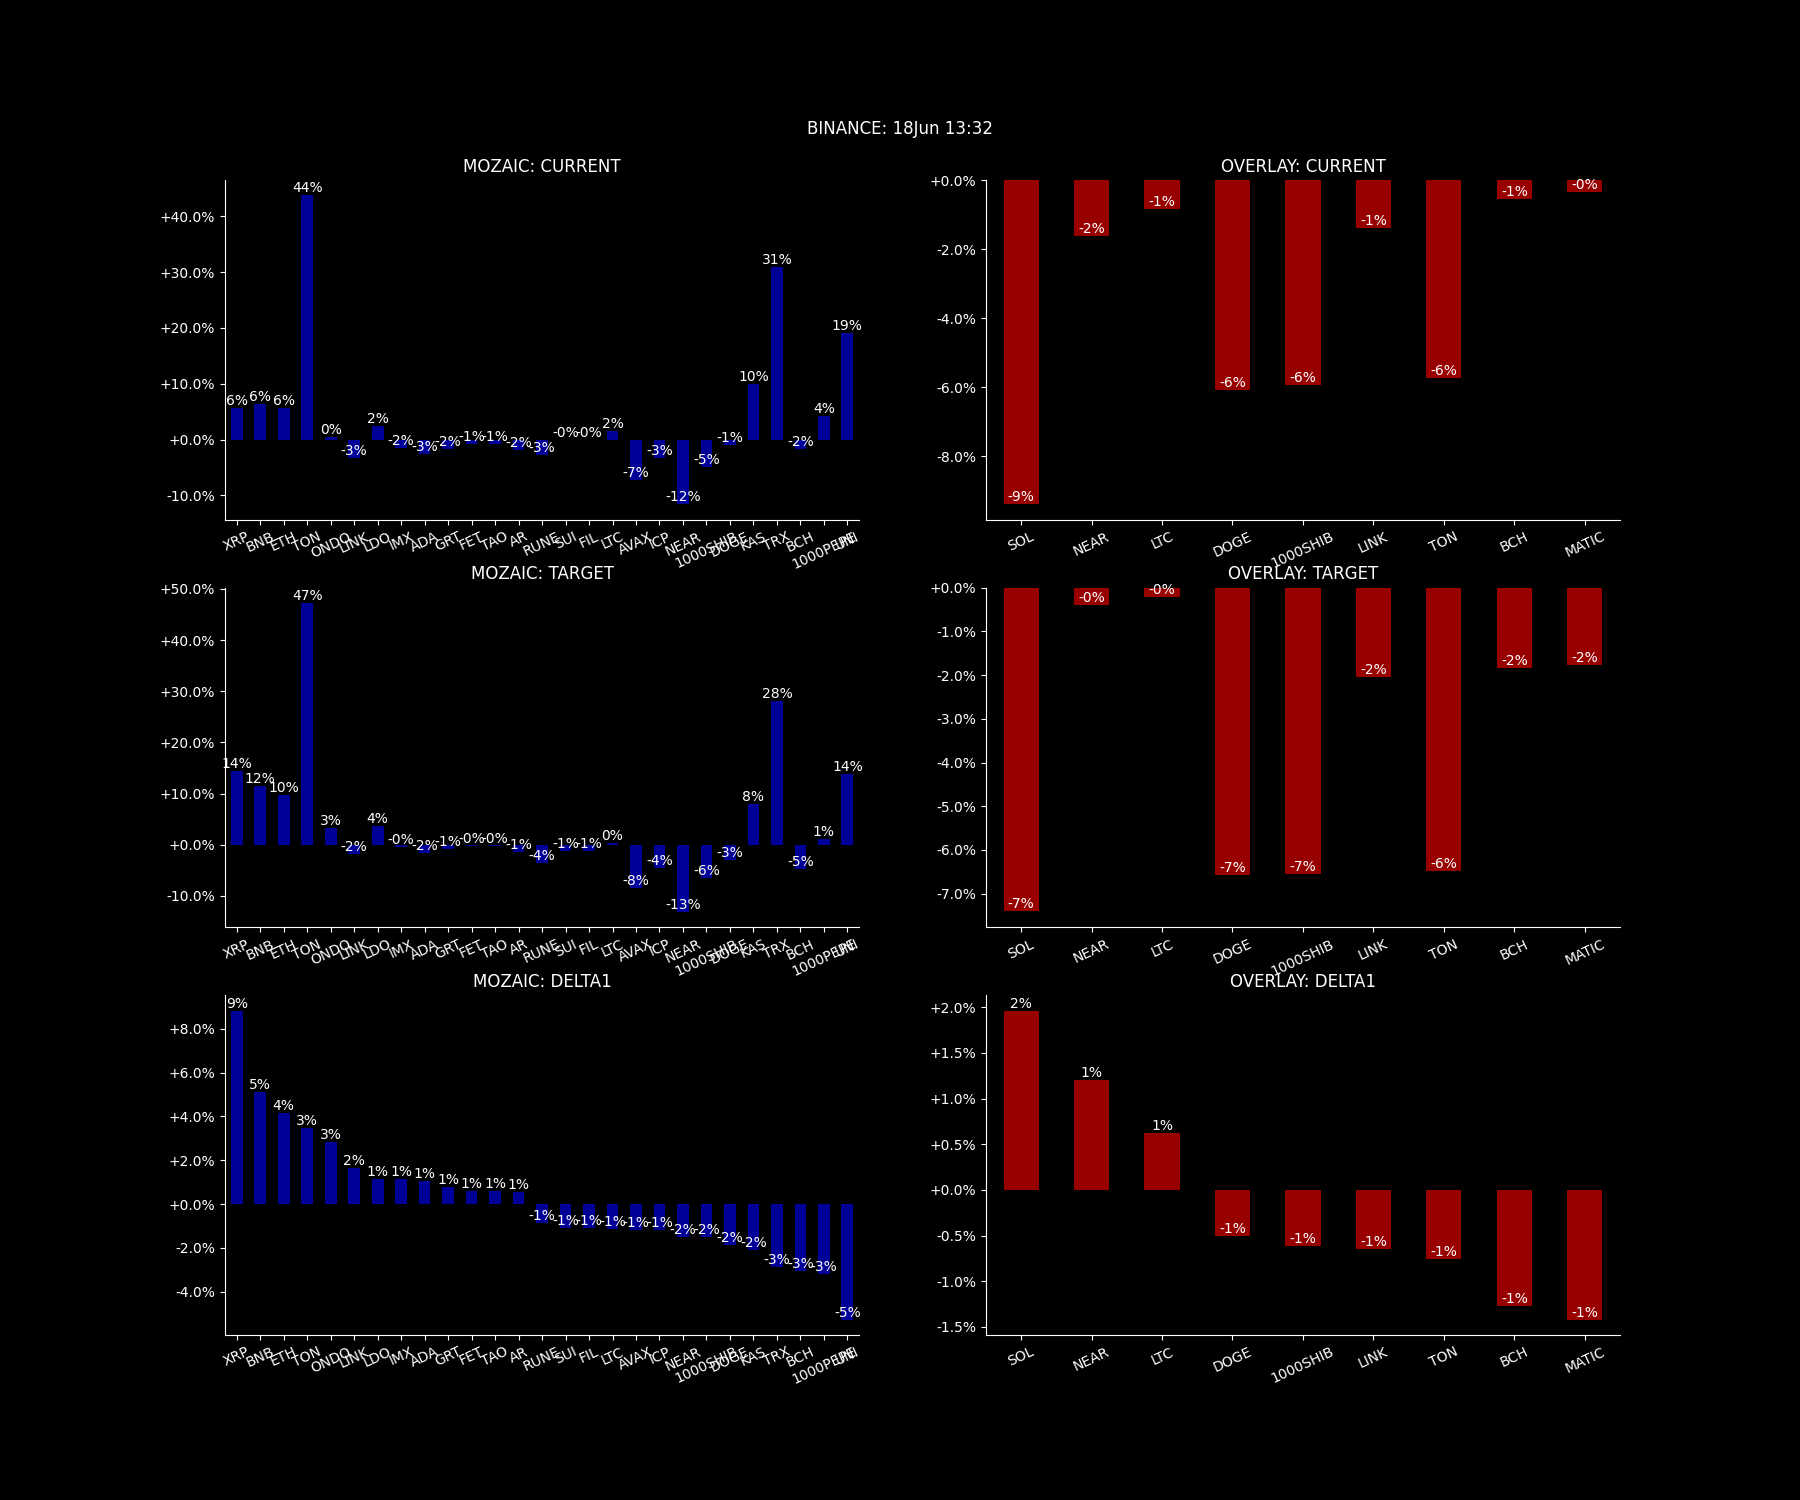 BINANCE: 18Jun 13:32
MOZAIC: CURRENT
+40.0%
+30.0%
+20.0%
+10.0%
+0.0%
-10.0%
6% 6% 6% 44% 0% -3% 2% -2% -3% -2% -1% -1% -2% -3% -0% -0% 2% -7% -3% -12% -5% -1% 10% 31% -2% 4% 19%
XRP BNB ETH TON ONDO LINK LDO IMX ADA GRT FET TAO AR RUNE SUI FIL LTC AVAX ICP NEAR 1000SHIB DOGE KAS TRX BCH 1000PEPE UNI
OVERLAY: CURRENT
+0.0%
-2.0%
-4.0%
-6.0%
-8.0%
-9% -2% -1% -6% -6% -1% -6% -1% -0%
SOL NEAR LTC DOGE 1000SHIB LINK TON BCH MATIC
MOZAIC: TARGET
+50.0%
+40.0%
+30.0%
+20.0%
+10.0%
+0.0%
-10.0%
14% 12% 10% 47% 3% -2% 4% -0% -2% -1% -0% -0% -1% -4% -1% -1% 0% -8% -4% -13% -6% -3% 8% 28% -5% 1% 14%
XRP BNB ETH TON ONDO LINK LDO IMX ADA GRT FET TAO AR RUNE SUI FIL LTC AVAX ICP NEAR 1000SHIB DOGE KAS TRX BCH 1000PEPE UNI
OVERLAY: TARGET
+0.0%
-1.0%
-2.0%
-3.0%
-4.0%
-5.0%
-6.0%
-7.0%
-7% -0% -0% -7% -7% -2% -6% -2% -2%
SOL NEAR LTC DOGE 1000SHIB LINK TON BCH MATIC
MOZAIC: DELTA1
+8.0%
+6.0%
+4.0%
+2.0%
+0.0%
-2.0%
-4.0%
9% 5% 4% 3% 3% 2% 1% 1% 1% 1% 1% 1% 1% -1% -1% -1% -1% -1% -1% -2% -2% -2% -2% -3% -3% -3% -5%
XRP BNB ETH TON ONDO LINK LDO IMX ADA GRT FET TAO AR RUNE SUI FIL LTC AVAX ICP NEAR 1000SHIB DOGE KAS TRX BCH 1000PEPE UNI
OVERLAY: DELTA1
+2.0%
+1.5%
+1.0%
+0.5%
+0.0%
-0.5%
-1.0%
-1.5%
2% 1% 1% -1% -1% -1% -1% -1% -1%
SOL NEAR LTC DOGE 1000SHIB LINK TON BCH MATIC